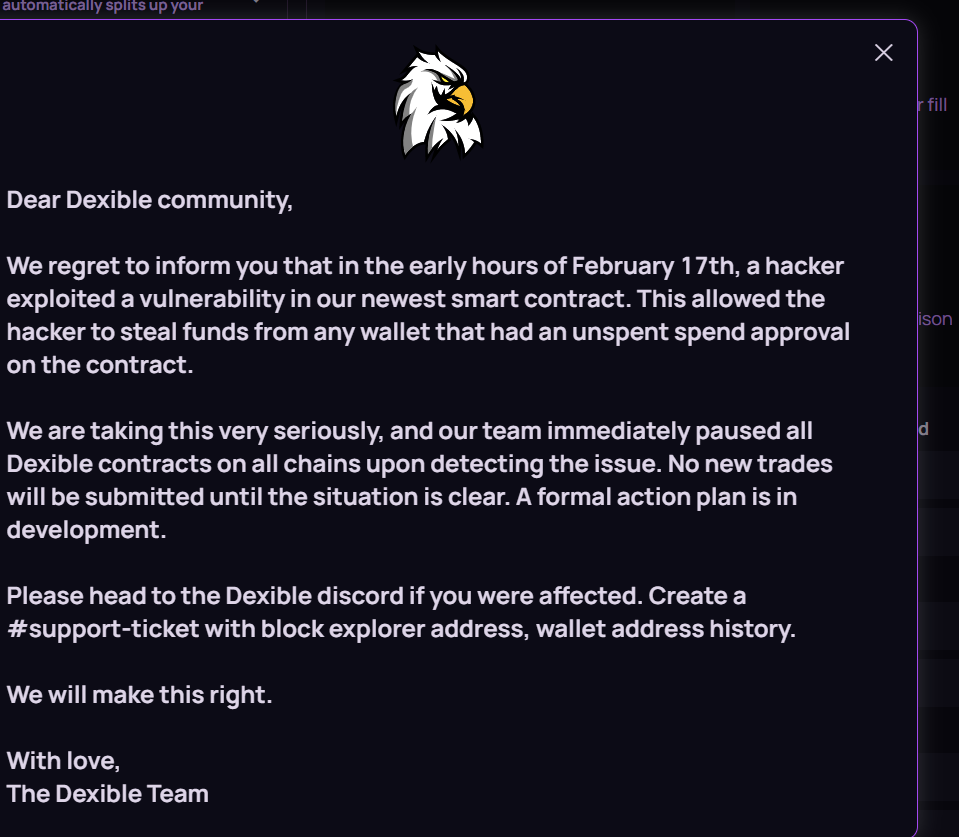 automatically splits up your
r fill
Dear Dexible community,
We regret to inform you that in the early hours of February 17th, a hacker
exploited a vulnerability in our newest smart contract. This allowed the
hacker to steal funds from any wallet that had an unspent spend approval
ison
on the contract.
We are taking this very seriously, and our team immediately paused all
d
Dexible contracts on all chains upon detecting the issue. No new trades
will be submitted until the situation is clear. A formal action plan is in
development.
Please head to the Dexible discord if you were affected. Create a
#support-ticket with block explorer address, wallet address history.
We will make this right.
With love,
The Dexible Team